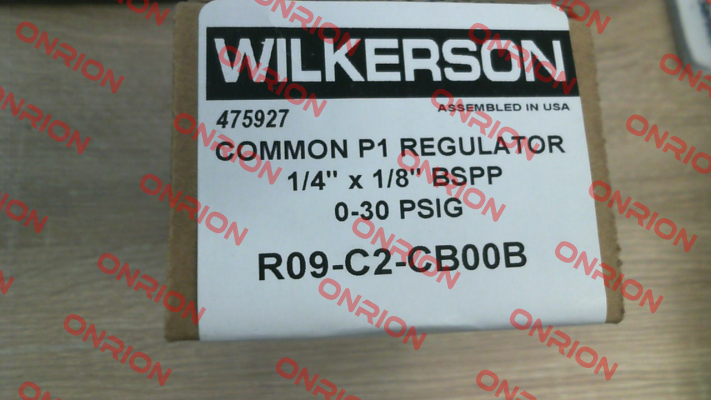 WILKERSON
ASSEMBLED IN USA
475927
COMMON P1 REGULATOR
1/4" x 1/8" BSPP
0-30 PSIG
R09-C2-CB00B
ONRION